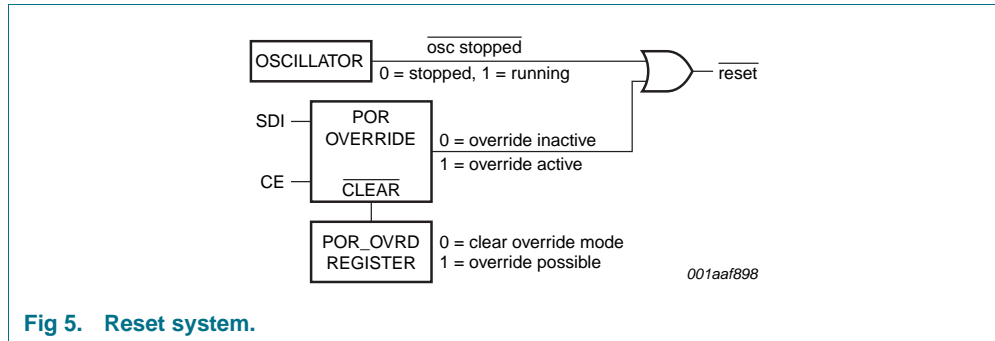 OSCILLATOR
osc stopped
0 = stopped, 1 = running
reset
SDI
CE
POR
OVERRIDE
CLEAR
0 = override inactive
1 = override active
POR_OVRD
REGISTER
0 = clear override mode
1 = override possible
001aaf898
Fig 5. Reset system.